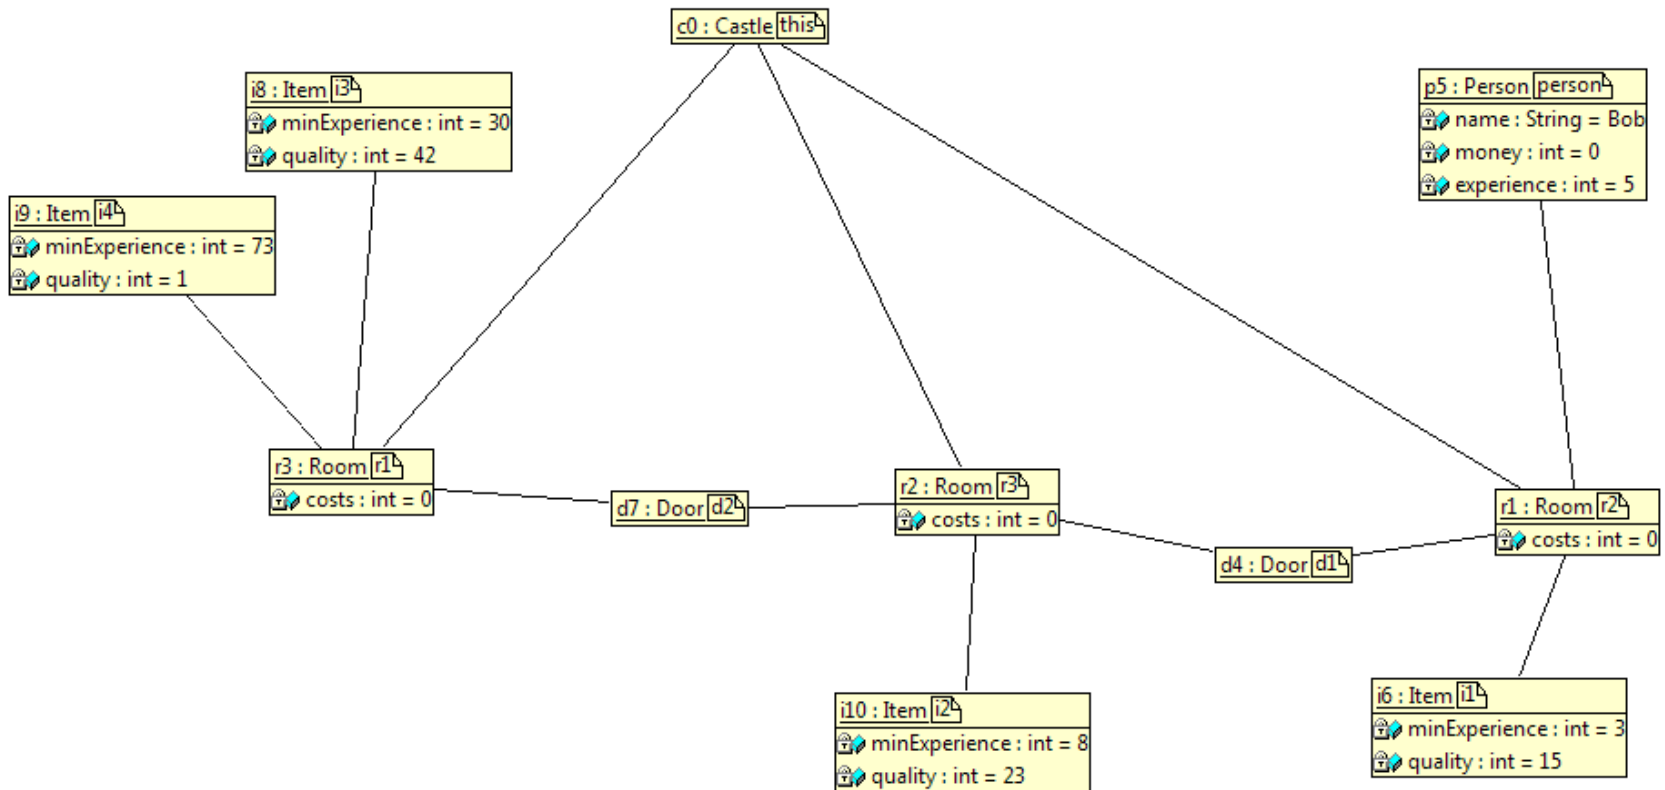 c0 : Castle this
i8 : Item i3
minExperience : int = 30
quality : int = 42
p5 : Person person
name : String = Bob
money : int = 0
experience : int = 5
i9 : Item i4
minExperience : int = 73
quality : int = 1
r3 : Room r1
costs : int = 0
d7 : Door d2
r2 : Room r3
costs : int = 0
d4 : Door d1
r1 : Room r2
costs : int = 0
i10 : Item i2
minExperience : int = 8
quality : int = 23
i6 : Item i1
minExperience : int = 3
quality : int = 15